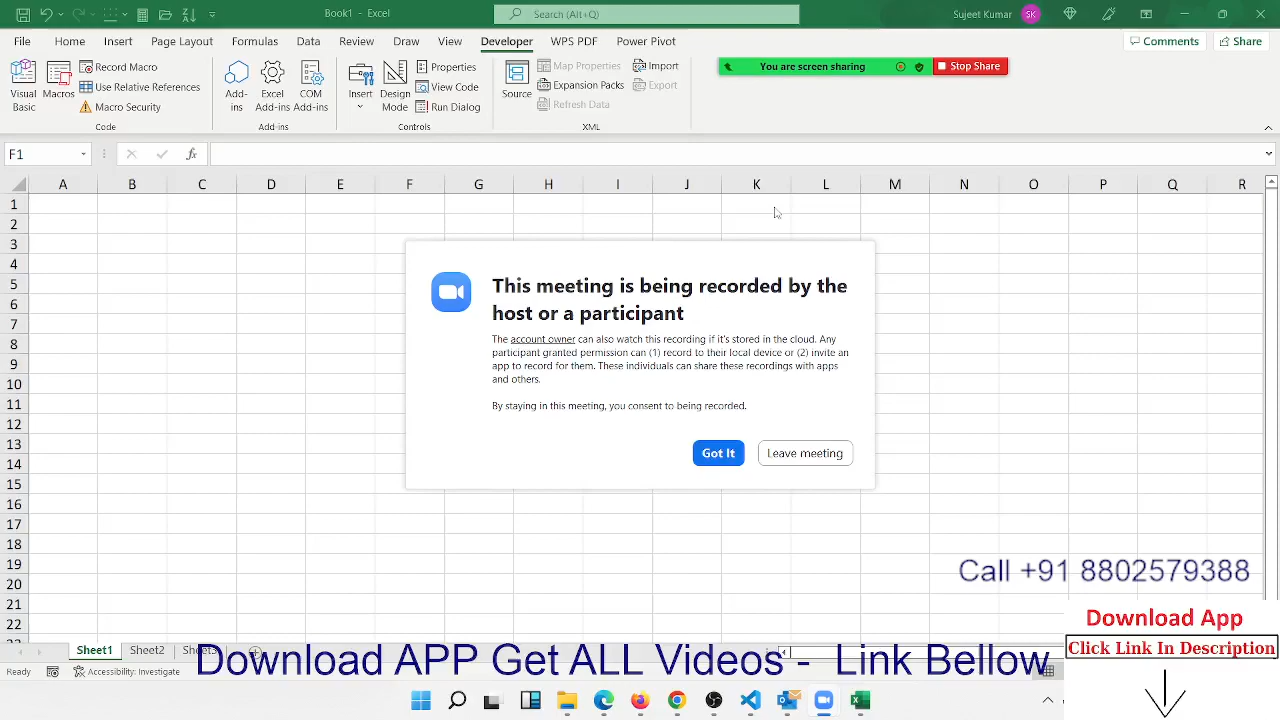 Book1 - Excel
Search (Alt+Q)
Sujeet Kumar
SK
File Home Insert Page Layout Formulas Data Review Draw View Developer WPS PDF Power Pivot
Comments
Share
Visual Basic
Macros
Record Macro
Use Relative References
Macro Security
Code
Add-ins
Excel Add-ins
COM Add-ins
Add-ins
Insert
Design Mode
Properties
View Code
Run Dialog
Controls
Source
Map Properties
Expansion Packs
Refresh Data
Import
Export
XML
You are screen sharing
Stop Share
F1
fx
A B C D E F G H I J K L M N O P Q R
1
2
3
4
5
6
7
8
9
10
11
12
13
14
15
16
17
18
19
20
21
22
This meeting is being recorded by the
host or a participant
The account owner can also watch this recording if it's stored in the cloud. Any
participant granted permission can (1) record to their local device or (2) invite an
app to record for them. These individuals can share these recordings with apps
and others.
By staying in this meeting, you consent to being recorded.
Got It
Leave meeting
Call +91 8802579388
Download App
Click Link In Description
Sheet1 Sheet2
Download APP Get ALL Videos - Link Bellow
Ready
Accessibility: Investigate